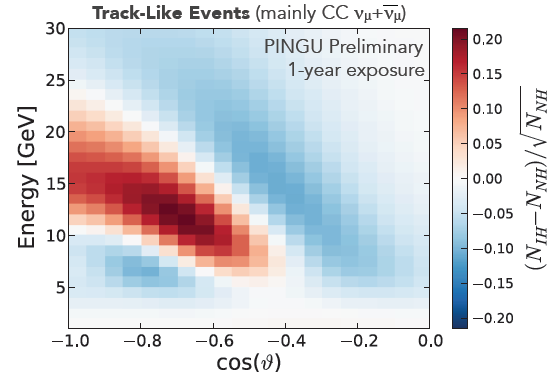 Track-Like Events (mainly CC νμ+ν̅μ)
PINGU Preliminary
1-year exposure
30
25
20
15
10
5
Energy [GeV]
−1.0 −0.8 −0.6 −0.4 −0.2 0.0
cos(ϑ)
0.20
0.15
0.10
0.05
0.00
−0.05
−0.10
−0.15
−0.20
(N_IH−N_NH)/√N_NH